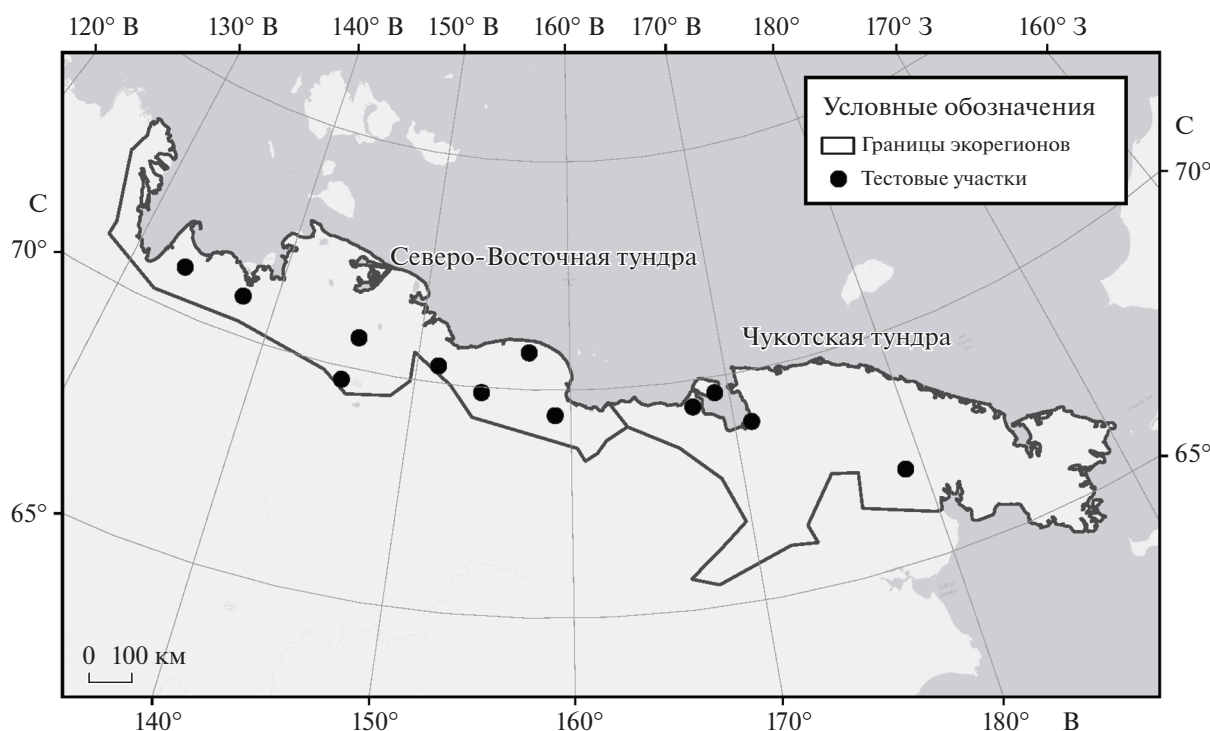 120° В 130° В 140° В 150° В 160° В 170° В 180° 170° З 160° З
Условные обозначения
Границы экорегионов
Тестовые участки
С
70°
65°
С
70°
65°
Северо-Восточная тундра
Чукотская тундра
0 100 км
140° 150° 160° 170° 180° В